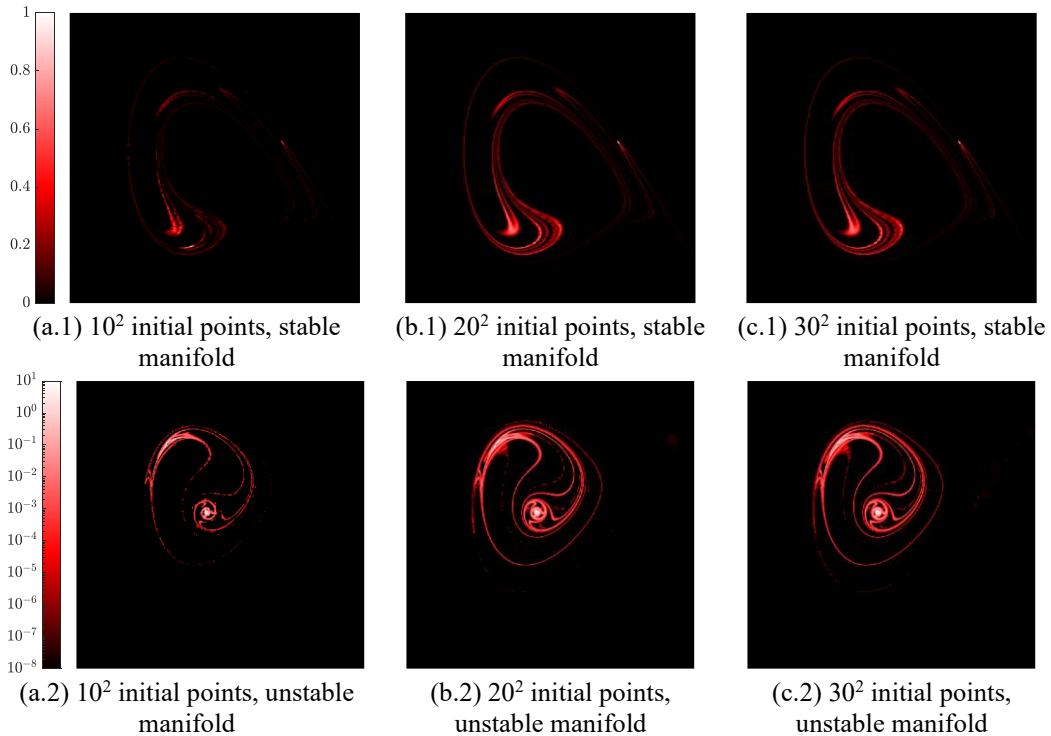 1
0.8
0.6
0.4
0.2
0
(a.1) 10² initial points, stable
manifold
(b.1) 20² initial points, stable
manifold
(c.1) 30² initial points, stable
manifold
10¹
10⁰
10⁻¹
10⁻²
10⁻³
10⁻⁴
10⁻⁵
10⁻⁶
10⁻⁷
10⁻⁸
(a.2) 10² initial points, unstable
manifold
(b.2) 20² initial points,
unstable manifold
(c.2) 30² initial points,
unstable manifold